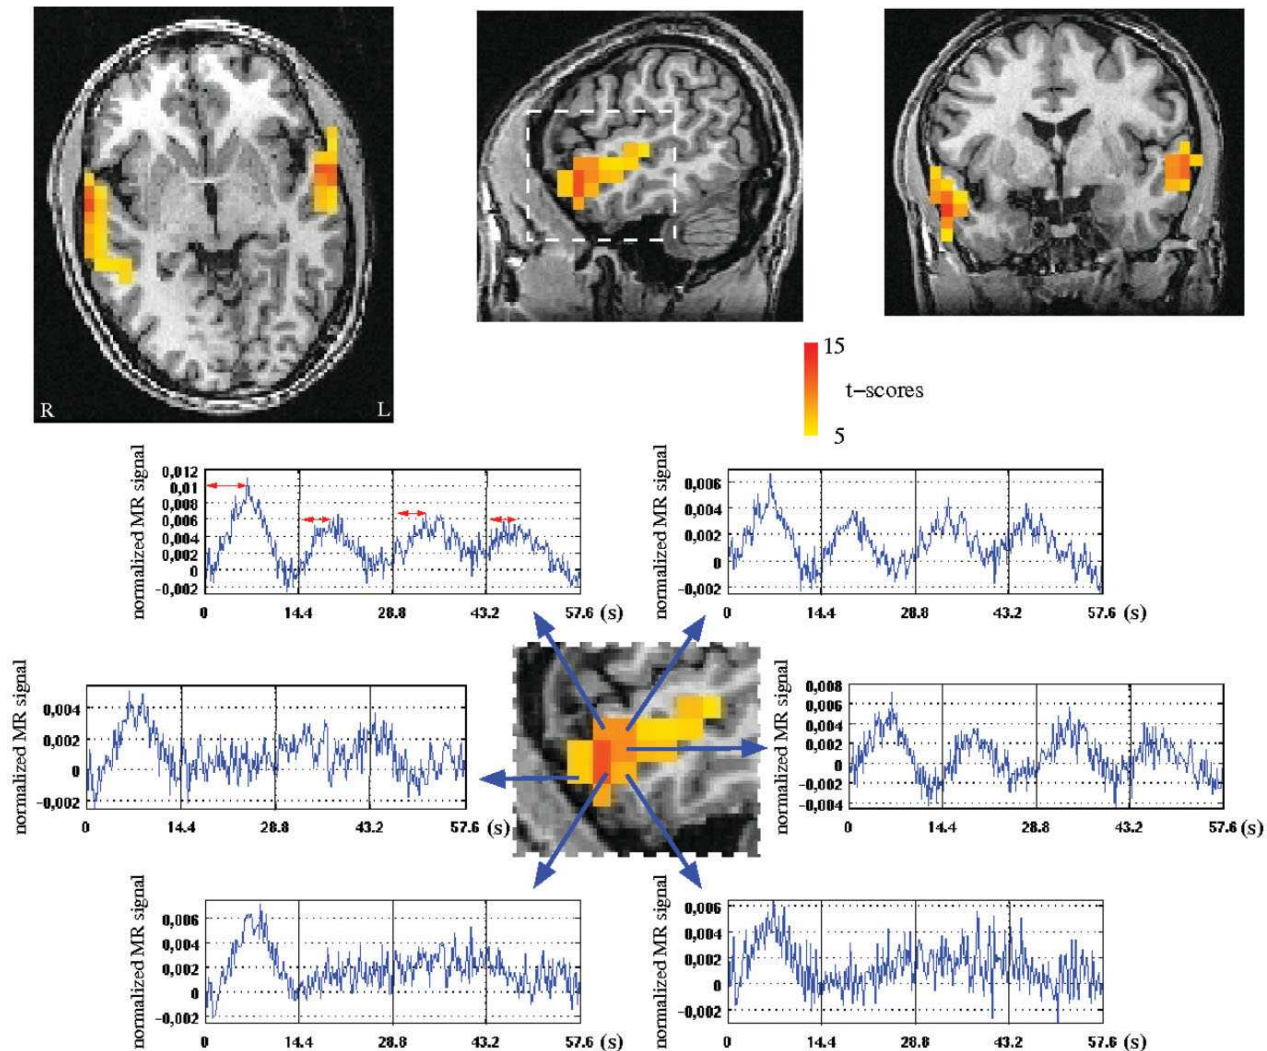 R L
15
t-scores
5
normalized MR signal
0,012
0,01
0,008
0,006
0,004
0,002
0
-0,002
0 14.4 28.8 43.2 57.6 (s)
normalized MR signal
0,006
0,004
0,002
0
-0,002
0 14.4 28.8 43.2 57.6 (s)
normalized MR signal
0,004
0,002
0
-0,002
0 14.4 28.8 43.2 57.6 (s)
normalized MR signal
0,008
0,006
0,004
0,002
0
-0,002
-0,004
0 14.4 28.8 43.2 57.6 (s)
normalized MR signal
0,006
0,004
0,002
0
-0,002
0 14.4 28.8 43.2 57.6 (s)
normalized MR signal
0,006
0,004
0,002
0
-0,002
0 14.4 28.8 43.2 57.6 (s)